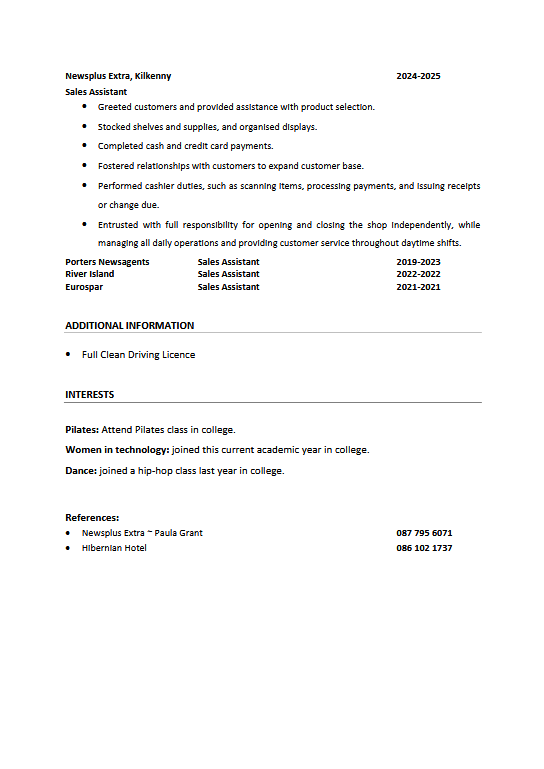 Newsplus Extra, Kilkenny 2024-2025
Sales Assistant
• Greeted customers and provided assistance with product selection.
• Stocked shelves and supplies, and organised displays.
• Completed cash and credit card payments.
• Fostered relationships with customers to expand customer base.
• Performed cashier duties, such as scanning items, processing payments, and issuing receipts
or change due.
• Entrusted with full responsibility for opening and closing the shop independently, while
managing all daily operations and providing customer service throughout daytime shifts.
Porters Newsagents Sales Assistant 2019-2023
River Island Sales Assistant 2022-2022
Eurospar Sales Assistant 2021-2021
ADDITIONAL INFORMATION
• Full Clean Driving Licence
INTERESTS
Pilates: Attend Pilates class in college.
Women in technology: joined this current academic year in college.
Dance: joined a hip-hop class last year in college.
References:
• Newsplus Extra ~ Paula Grant 087 795 6071
• Hibernian Hotel 086 102 1737